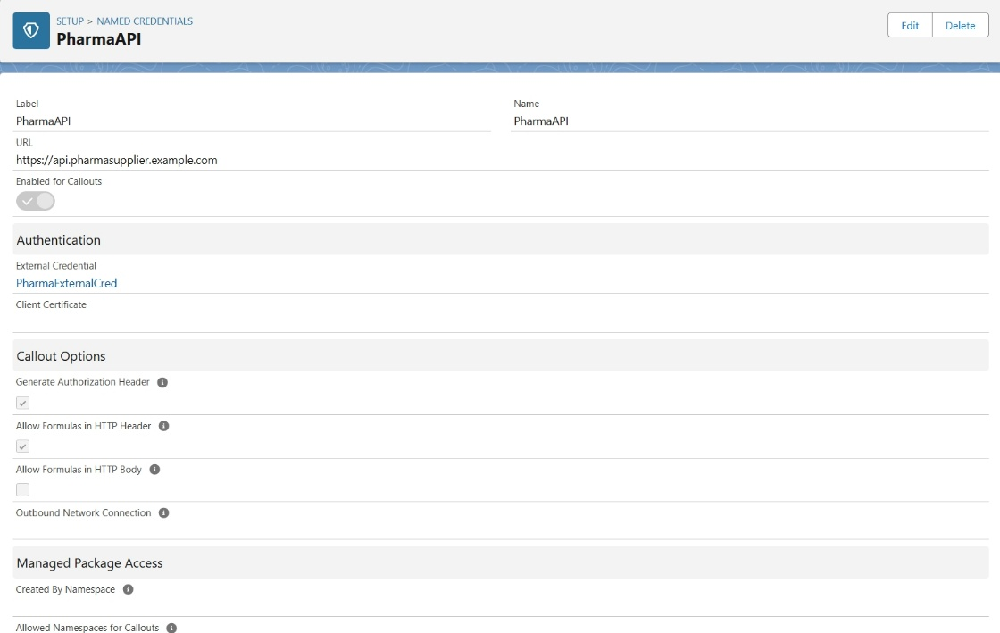 SETUP > NAMED CREDENTIALS
PharmaAPI
Edit Delete
Label Name
PharmaAPI PharmaAPI
URL
https://api.pharmasupplier.example.com
Enabled for Callouts
Authentication
External Credential
PharmaExternalCred
Client Certificate
Callout Options
Generate Authorization Header
Allow Formulas in HTTP Header
Allow Formulas in HTTP Body
Outbound Network Connection
Managed Package Access
Created By Namespace
Allowed Namespaces for Callouts